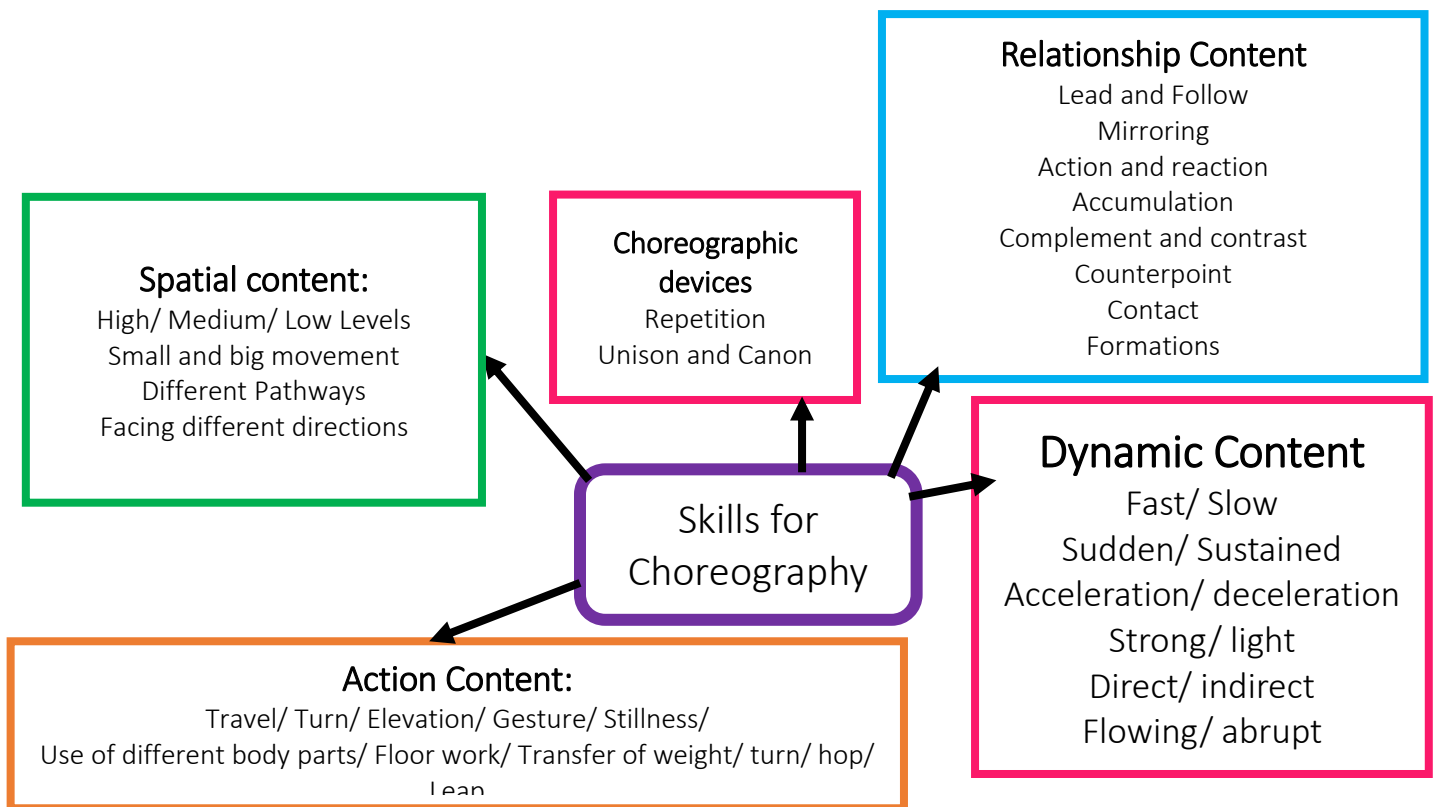 Relationship Content
Lead and Follow
Mirroring
Action and reaction
Accumulation
Complement and contrast
Counterpoint
Contact
Formations
Spatial content:
High/ Medium/ Low Levels
Small and big movement
Different Pathways
Facing different directions
Choreographic
devices
Repetition
Unison and Canon
Dynamic Content
Fast/ Slow
Sudden/ Sustained
Acceleration/ deceleration
Strong/ light
Direct/ indirect
Flowing/ abrupt
Skills for
Choreography
Action Content:
Travel/ Turn/ Elevation/ Gesture/ Stillness/
Use of different body parts/ Floor work/ Transfer of weight/ turn/ hop/
Leap